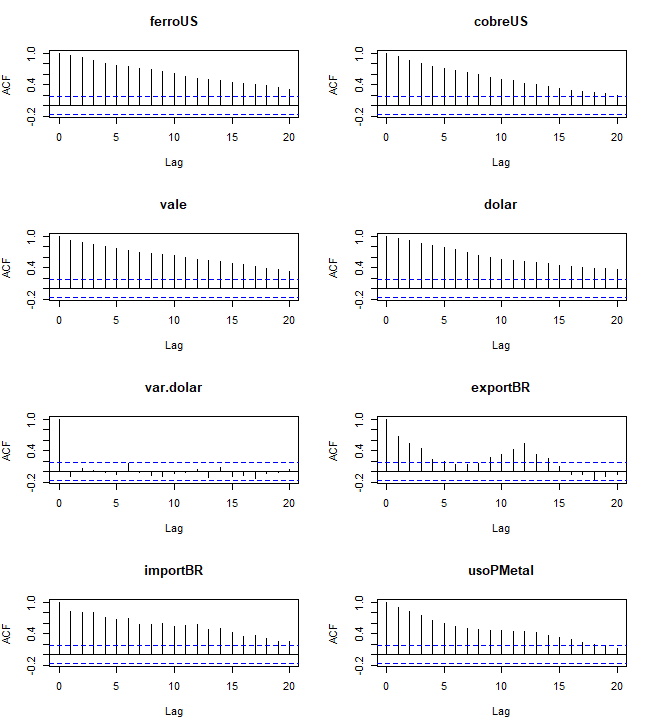 ferroUS
cobreUS
ACF
1.0
0.4
-0.2
0 5 10 15 20
Lag
ACF
1.0
0.4
-0.2
0 5 10 15 20
Lag
vale
dolar
ACF
1.0
0.4
-0.2
0 5 10 15 20
Lag
ACF
1.0
0.4
-0.2
0 5 10 15 20
Lag
var.dolar
exportBR
ACF
1.0
0.4
-0.2
0 5 10 15 20
Lag
ACF
1.0
0.4
-0.2
0 5 10 15 20
Lag
importBR
usoPMetal
ACF
1.0
0.4
-0.2
0 5 10 15 20
Lag
ACF
1.0
0.4
-0.2
0 5 10 15 20
Lag